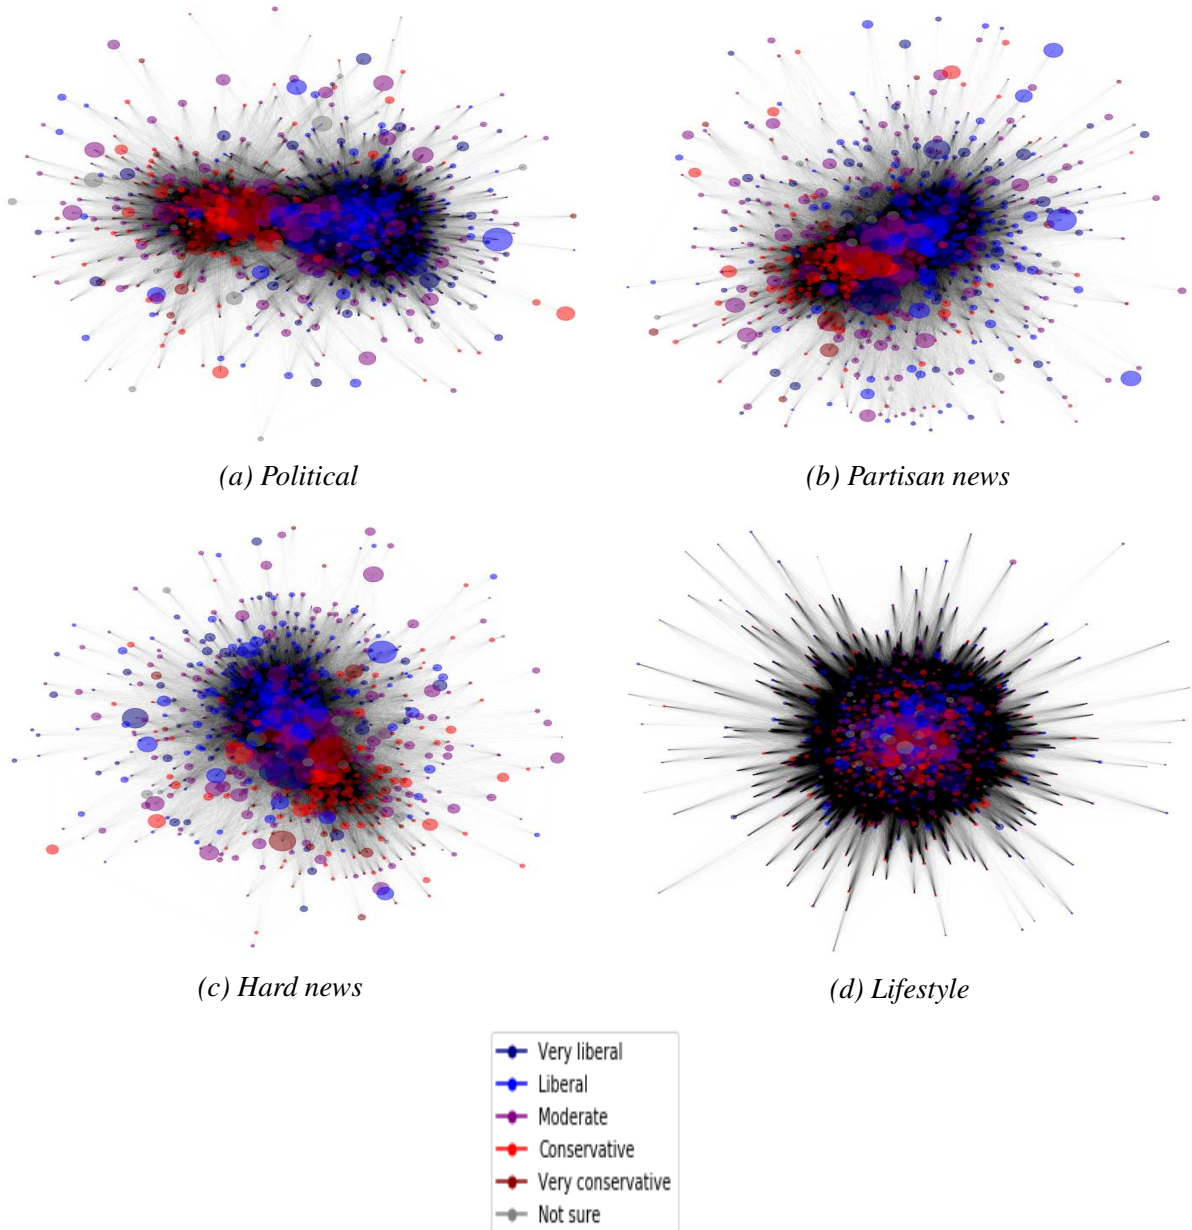 (a) Political
(b) Partisan news
(c) Hard news
(d) Lifestyle
Very liberal
Liberal
Moderate
Conservative
Very conservative
Not sure